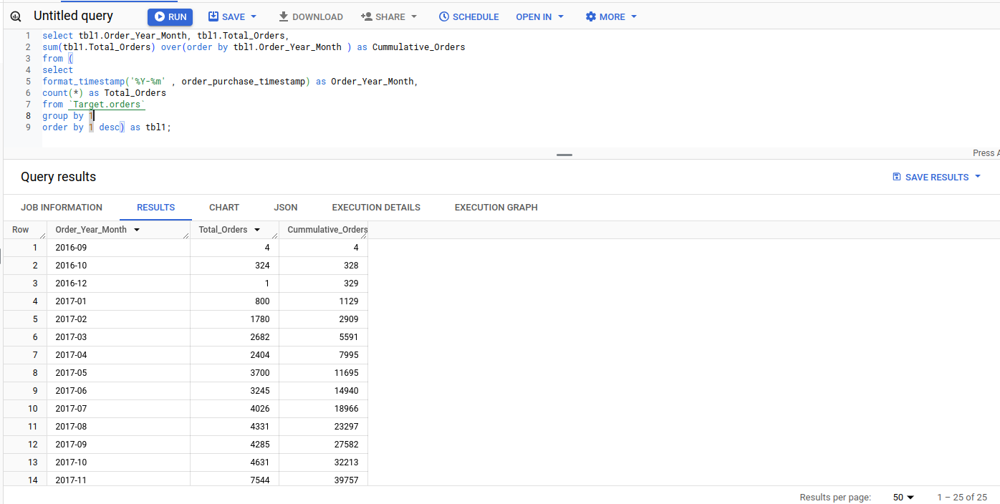 Untitled query RUN SAVE DOWNLOAD SHARE SCHEDULE OPEN IN MORE
1 select tbl1.Order_Year_Month, tbl1.Total_Orders,
2 sum(tbl1.Total_Orders) over(order by tbl1.Order_Year_Month ) as Cummulative_Orders
3 from (
4 select
5 format_timestamp('%Y-%m' , order_purchase_timestamp) as Order_Year_Month,
6 count(*) as Total_Orders
7 from `Target.orders`
8 group by 1
9 order by 1 desc) as tbl1;
Press A
Query results SAVE RESULTS
JOB INFORMATION RESULTS CHART JSON EXECUTION DETAILS EXECUTION GRAPH
Row Order_Year_Month Total_Orders Cummulative_Orders
1 2016-09 4 4
2 2016-10 324 328
3 2016-12 1 329
4 2017-01 800 1129
5 2017-02 1780 2909
6 2017-03 2682 5591
7 2017-04 2404 7995
8 2017-05 3700 11695
9 2017-06 3245 14940
10 2017-07 4026 18966
11 2017-08 4331 23297
12 2017-09 4285 27582
13 2017-10 4631 32213
14 2017-11 7544 39757
Results per page: 50 1 – 25 of 25